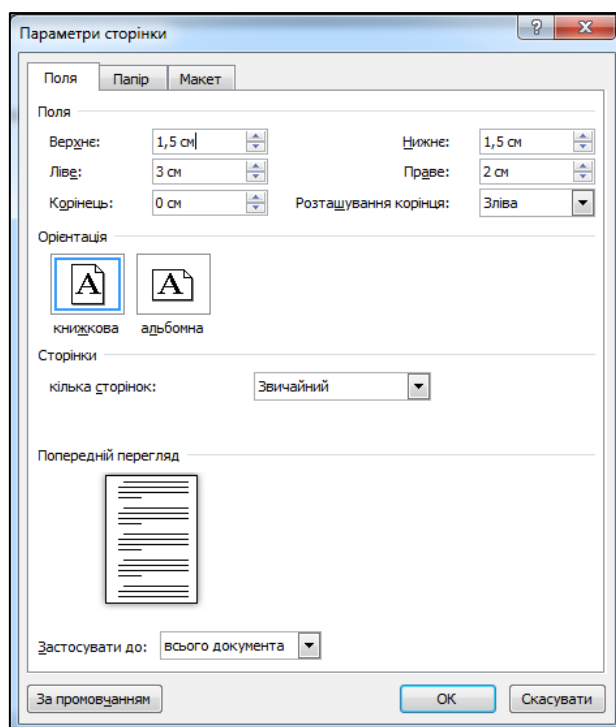 Параметри сторінки
Поля Папір Макет
Поля
Верхнє: 1,5 см Нижнє: 1,5 см
Ліве: 3 см Праве: 2 см
Корінець: 0 см Розташування корінця: Зліва
Орієнтація
A A
книжкова альбомна
Сторінки
кілька сторінок: Звичайний
Попередній перегляд
Застосувати до: всього документа
За промовчанням ОК Скасувати